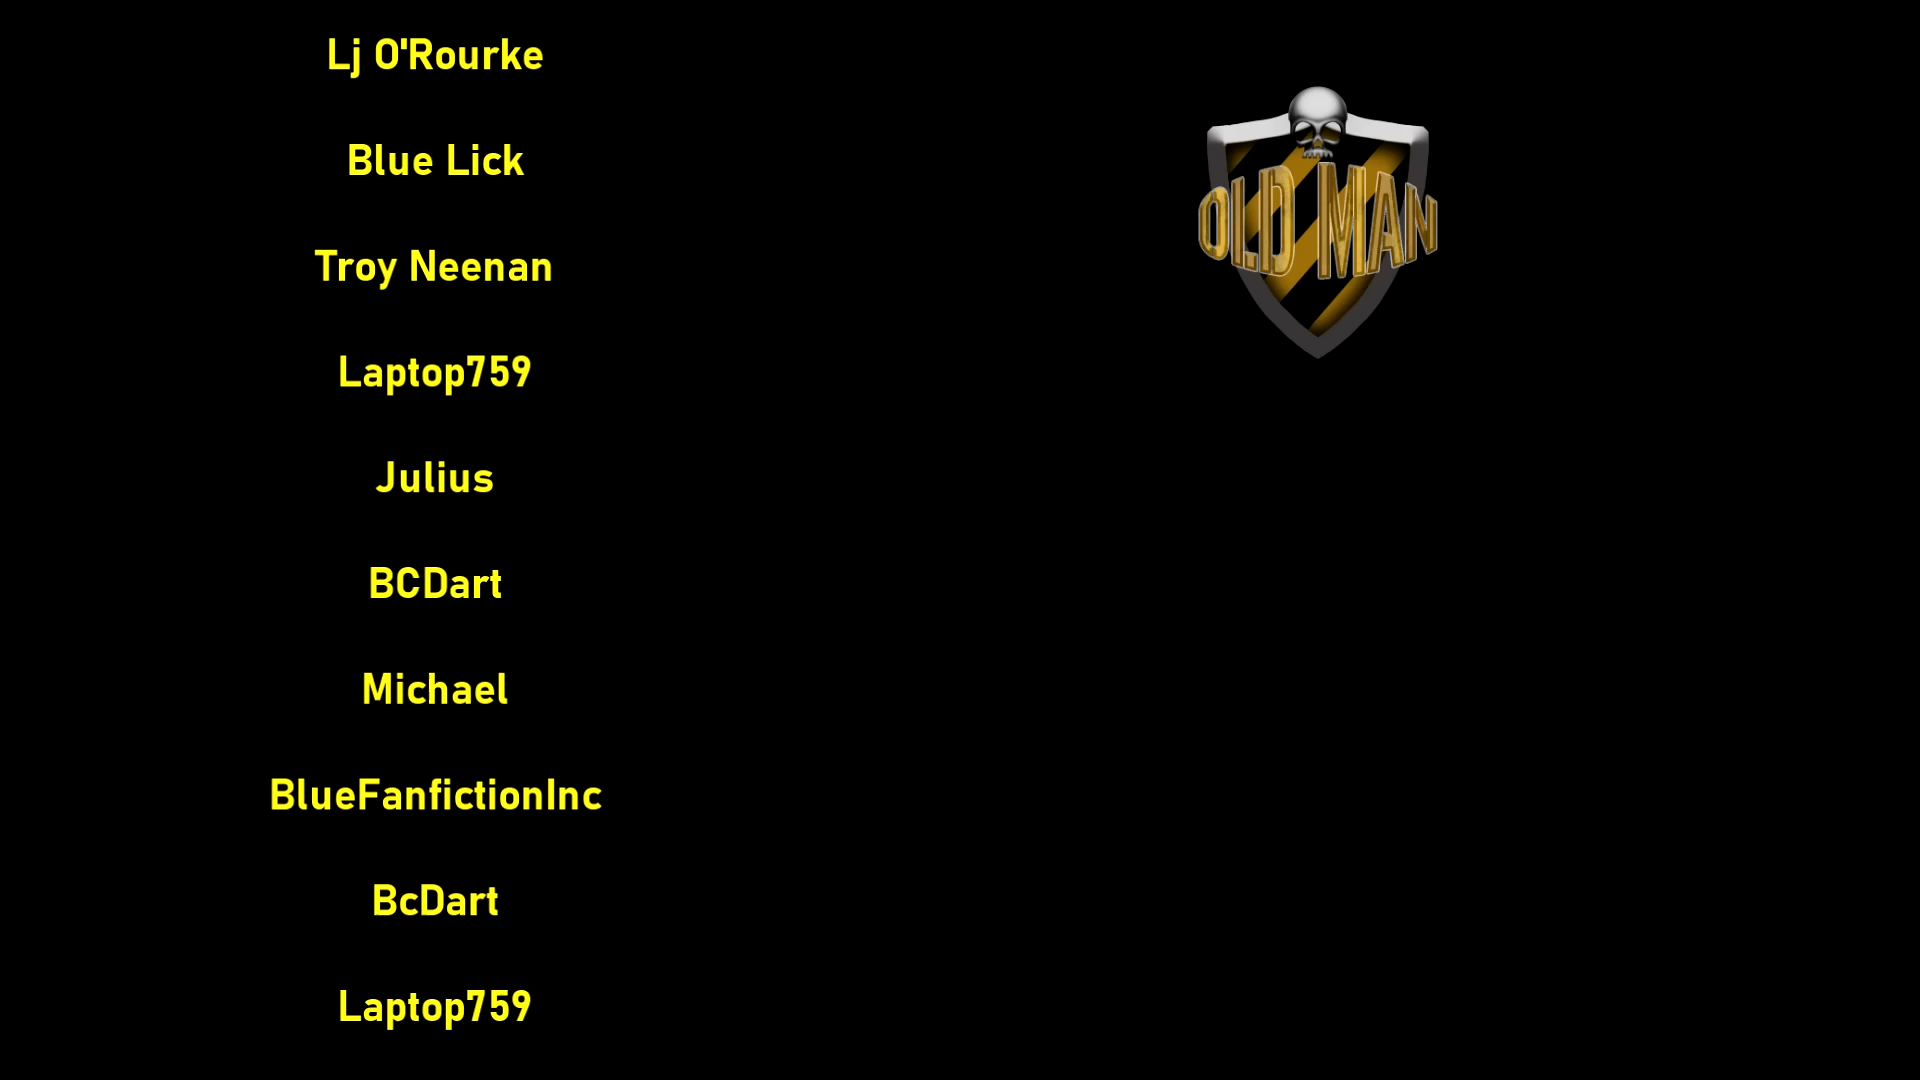 Lj O'Rourke
Blue Lick
Troy Neenan
Laptop759
Julius
BCDart
Michael
BlueFanfictionInc
BcDart
Laptop759
OLD MAN